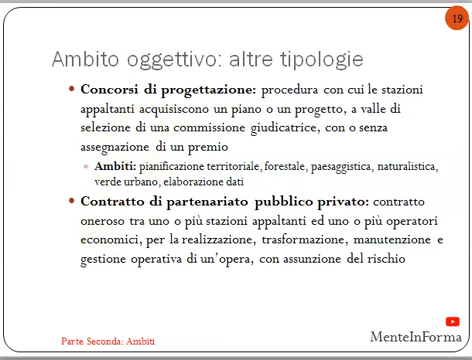 19
Ambito oggettivo: altre tipologie
• Concorsi di progettazione: procedura con cui le stazioni
appaltanti acquisiscono un piano o un progetto, a valle di
selezione di una commissione giudicatrice, con o senza
assegnazione di un premio
• Ambiti: pianificazione territoriale, forestale, paesaggistica, naturalistica,
verde urbano, elaborazione dati
• Contratto di partenariato pubblico privato: contratto
oneroso tra uno o più stazioni appaltanti ed uno o più operatori
economici, per la realizzazione, trasformazione, manutenzione e
gestione operativa di un'opera, con assunzione del rischio
Parte Seconda: Ambiti
MenteInForma